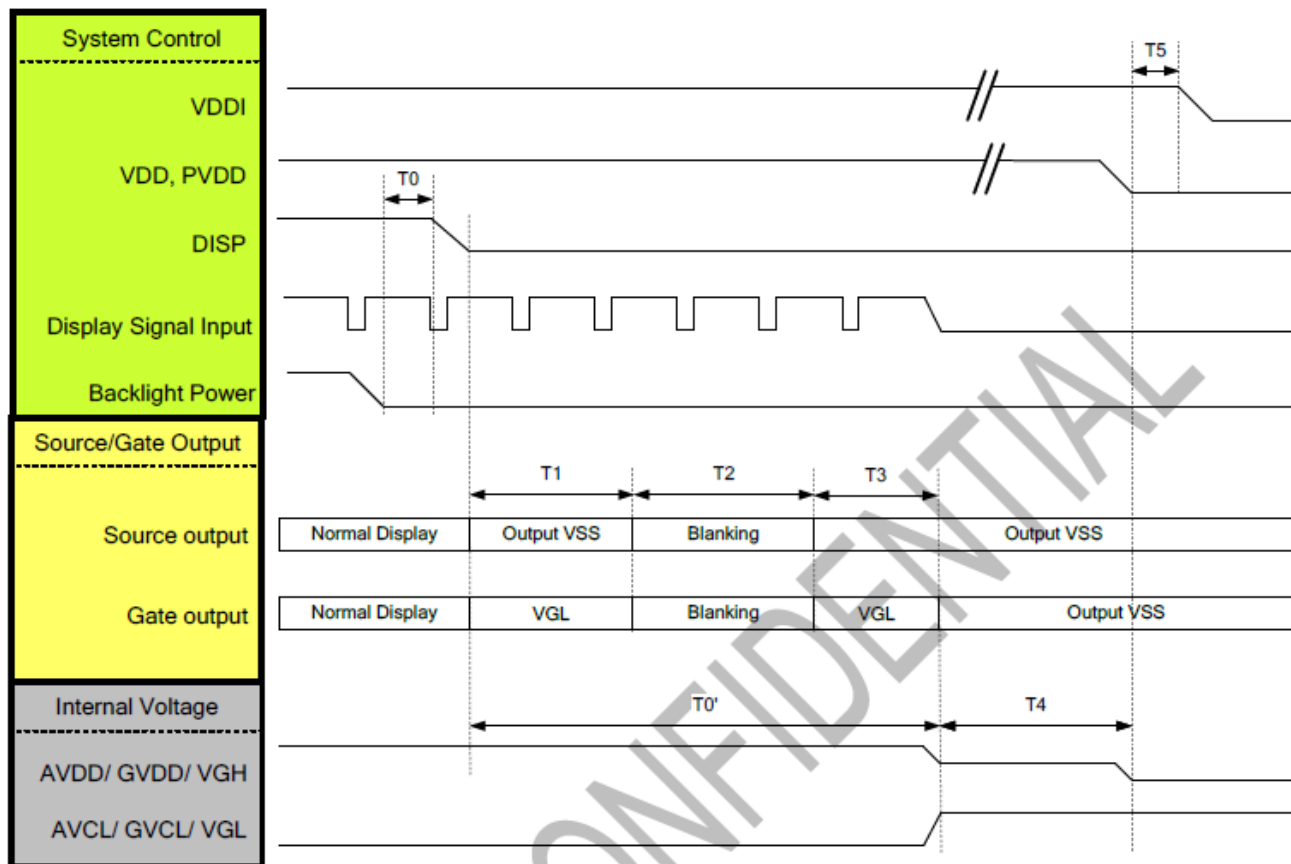 System Control
T5
VDDI
VDD, PVDD
T0
DISP
Display Signal Input
Backlight Power
Source/Gate Output
T1 T2 T3
Source output Normal Display Output VSS Blanking Output VSS
Gate output Normal Display VGL Blanking VGL Output VSS
Internal Voltage
T0' T4
AVDD/ GVDD/ VGH
AVCL/ GVCL/ VGL